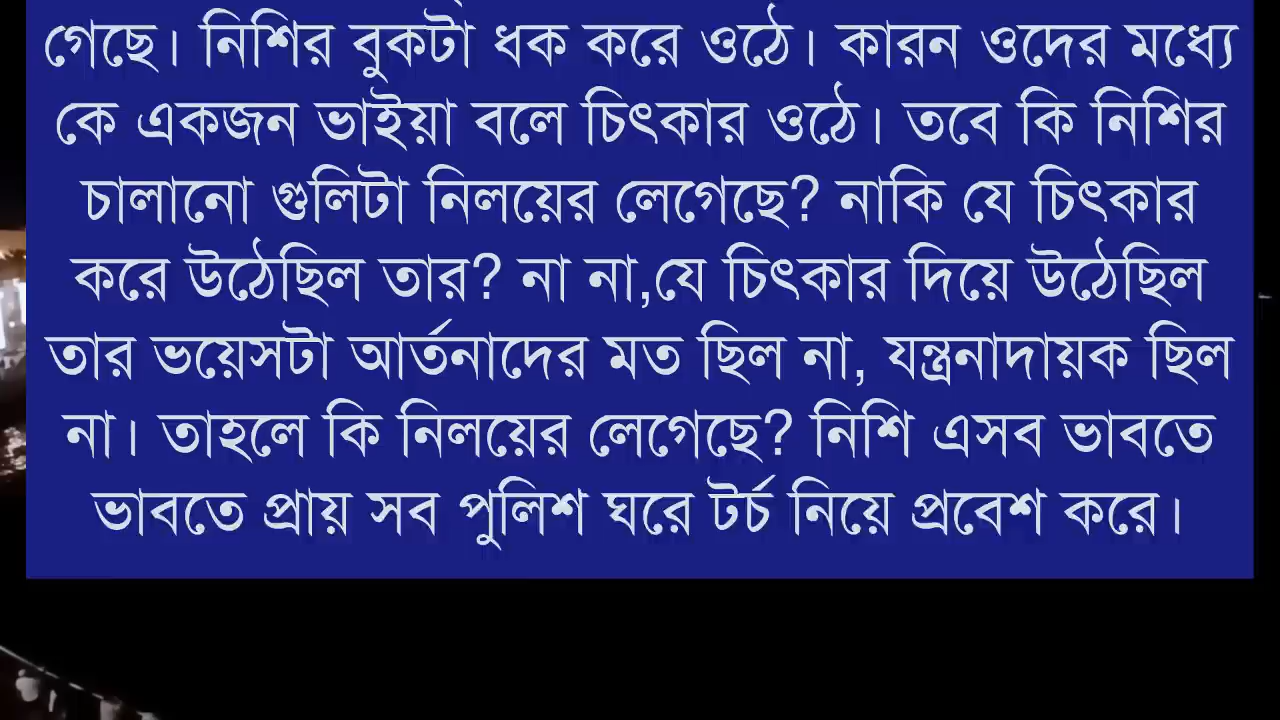 গেছে। নিশির বুকটা ধক করে ওঠে। কারন ওদের মধ্যে
কে একজন ভাইয়া বলে চিৎকার ওঠে। তবে কি নিশির
চালানো গুলিটা নিলয়ের লেগেছে? নাকি যে চিৎকার
করে উঠেছিল তার? না না,যে চিৎকার দিয়ে উঠেছিল
তার ভয়েসটা আর্তনাদের মত ছিল না, যন্ত্রনাদায়ক ছিল
না। তাহলে কি নিলয়ের লেগেছে? নিশি এসব ভাবতে
ভাবতে প্রায় সব পুলিশ ঘরে টর্চ নিয়ে প্রবেশ করে।